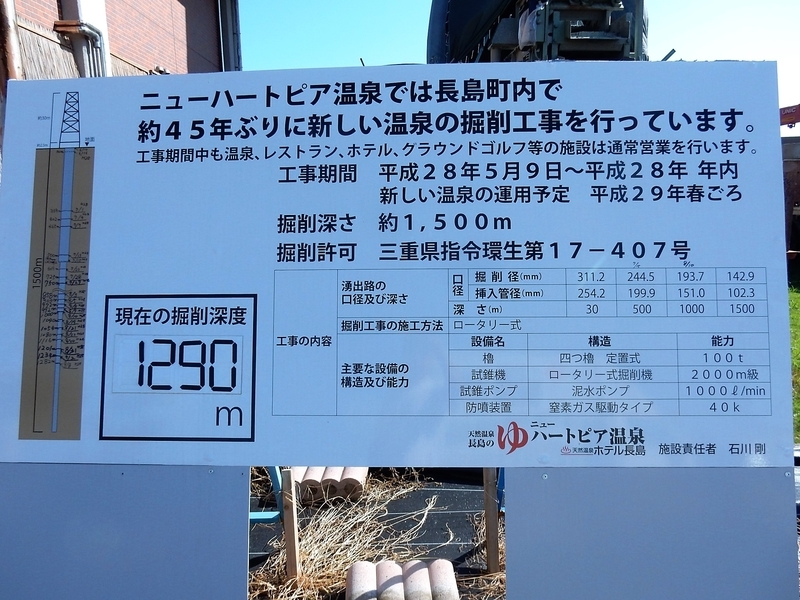 ニューハートピア温泉では長島町内で
約45年ぶりに新しい温泉の掘削工事を行っています。
工事期間中も温泉、レストラン、ホテル、グラウンドゴルフ等の施設は通常営業を行います。
工事期間 平成28年5月9日～平成28年 年内
新しい温泉の運用予定 平成29年春ごろ
掘削深さ 約1,500m
掘削許可 三重県指令環生第17－407号
1500m
現在の掘削深度
1290
m
工事の内容
湧出路の
口径及び深さ
口径
掘削径(mm) 311.2 244.5 193.7 142.9
挿入管径(mm) 254.2 199.9 151.0 102.3
深さ(m) 30 500 1000 1500
掘削工事の施工方法 ロータリー式
主要な設備の
構造及び能力
設備名 構造 能力
櫓 四つ櫓 定置式 100t
試錐機 ロータリー式掘削機 2000m級
試錐ポンプ 泥水ポンプ 1000ℓ/min
防噴装置 窒素ガス駆動タイプ 40k
天然温泉
長島のゆ
ニュー
ハートピア温泉
天然温泉ホテル長島
施設責任者 石川 剛